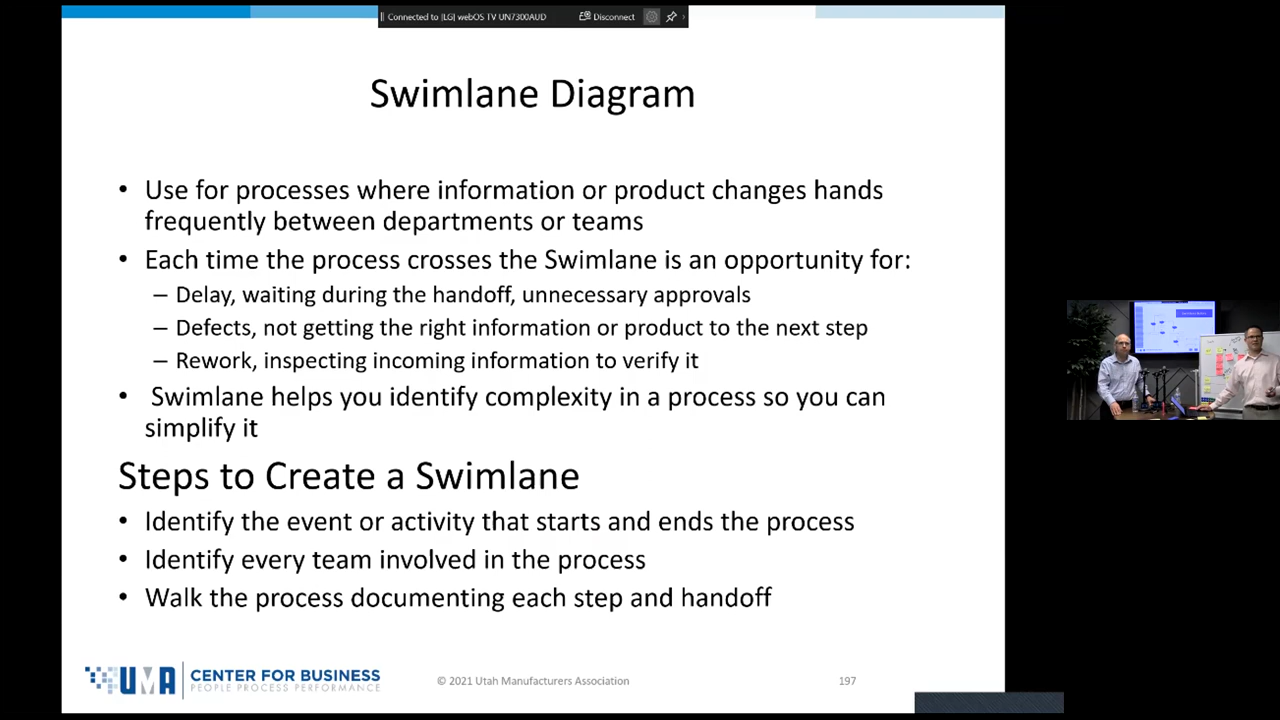 Connected to [LG] webOS TV UN7300AUD
Disconnect
Swimlane Diagram
• Use for processes where information or product changes hands
frequently between departments or teams
• Each time the process crosses the Swimlane is an opportunity for:
– Delay, waiting during the handoff, unnecessary approvals
– Defects, not getting the right information or product to the next step
– Rework, inspecting incoming information to verify it
• Swimlane helps you identify complexity in a process so you can
simplify it
Steps to Create a Swimlane
• Identify the event or activity that starts and ends the process
• Identify every team involved in the process
• Walk the process documenting each step and handoff
UMA
CENTER FOR BUSINESS
PEOPLE PROCESS PERFORMANCE
© 2021 Utah Manufacturers Association
197